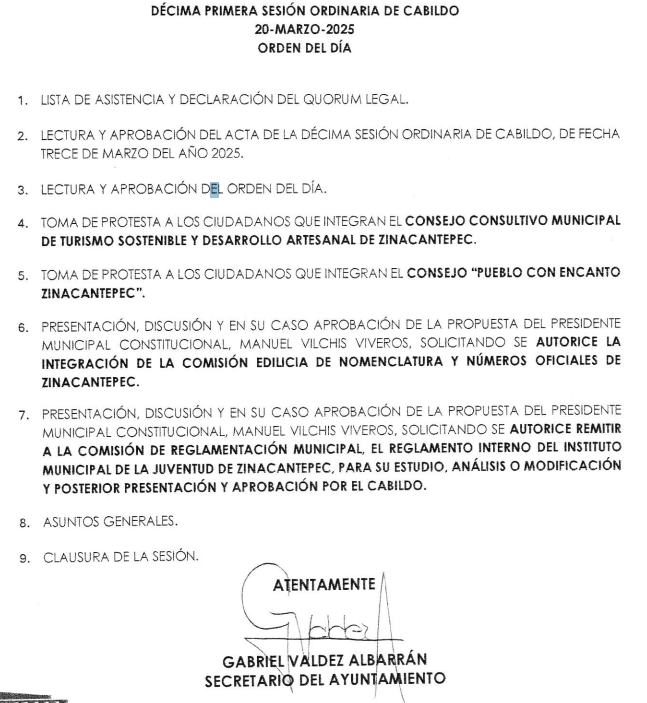 DÉCIMA PRIMERA SESIÓN ORDINARIA DE CABILDO
20-MARZO-2025
ORDEN DEL DÍA
1. LISTA DE ASISTENCIA Y DECLARACIÓN DEL QUORUM LEGAL.
2. LECTURA Y APROBACIÓN DEL ACTA DE LA DÉCIMA SESIÓN ORDINARIA DE CABILDO, DE FECHA
TRECE DE MARZO DEL AÑO 2025.
3. LECTURA Y APROBACIÓN DEL ORDEN DEL DÍA.
4. TOMA DE PROTESTA A LOS CIUDADANOS QUE INTEGRAN EL CONSEJO CONSULTIVO MUNICIPAL
DE TURISMO SOSTENIBLE Y DESARROLLO ARTESANAL DE ZINACANTEPEC.
5. TOMA DE PROTESTA A LOS CIUDADANOS QUE INTEGRAN EL CONSEJO "PUEBLO CON ENCANTO
ZINACANTEPEC".
6. PRESENTACIÓN, DISCUSIÓN Y EN SU CASO APROBACIÓN DE LA PROPUESTA DEL PRESIDENTE
MUNICIPAL CONSTITUCIONAL, MANUEL VILCHIS VIVEROS, SOLICITANDO SE AUTORICE LA
INTEGRACIÓN DE LA COMISIÓN EDILICIA DE NOMENCLATURA Y NÚMEROS OFICIALES DE
ZINACANTEPEC.
7. PRESENTACIÓN, DISCUSIÓN Y EN SU CASO APROBACIÓN DE LA PROPUESTA DEL PRESIDENTE
MUNICIPAL CONSTITUCIONAL, MANUEL VILCHIS VIVEROS, SOLICITANDO SE AUTORICE REMITIR
A LA COMISIÓN DE REGLAMENTACIÓN MUNICIPAL, EL REGLAMENTO INTERNO DEL INSTITUTO
MUNICIPAL DE LA JUVENTUD DE ZINACANTEPEC, PARA SU ESTUDIO, ANÁLISIS O MODIFICACIÓN
Y POSTERIOR PRESENTACIÓN Y APROBACIÓN POR EL CABILDO.
8. ASUNTOS GENERALES.
9. CLAUSURA DE LA SESIÓN.
ATENTAMENTE
GABRIEL VALDEZ ALBARRÁN
SECRETARIO DEL AYUNTAMIENTO